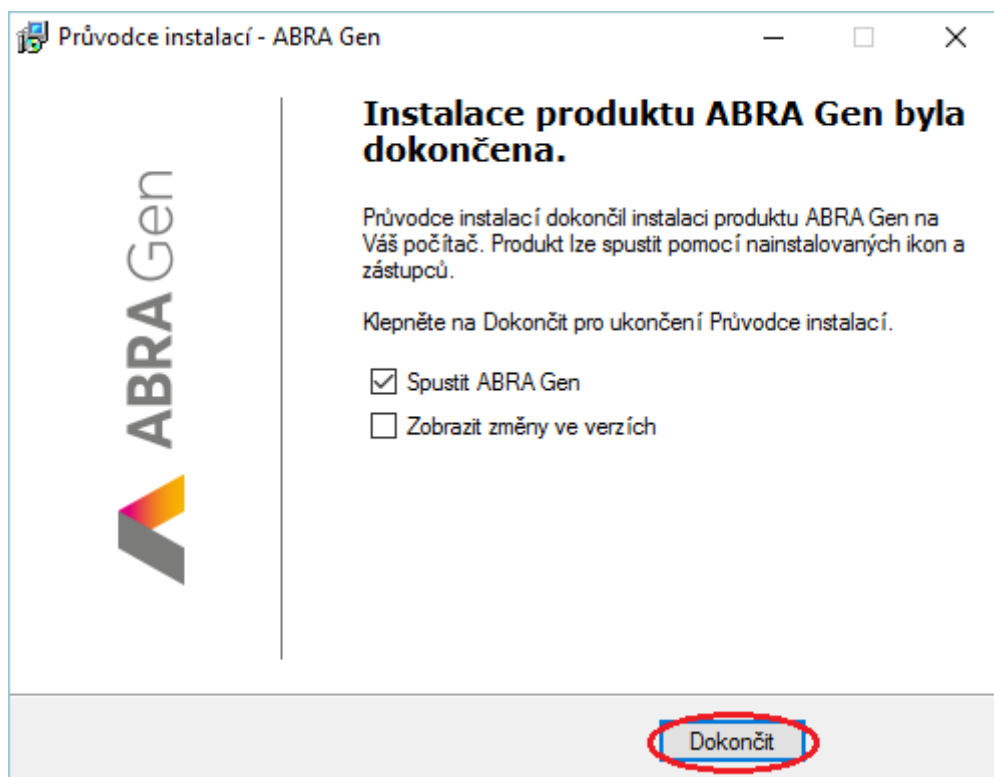 Průvodce instalací - ABRA Gen
Instalace produktu ABRA Gen byla
dokončena.
Průvodce instalací dokončil instalaci produktu ABRA Gen na
Váš počítač. Produkt lze spustit pomocí nainstalovaných ikon a
zástupců.
Klepněte na Dokončit pro ukončení Průvodce instalací.
Spustit ABRA Gen
Zobrazit změny ve verzích
ABRA Gen
Dokončit